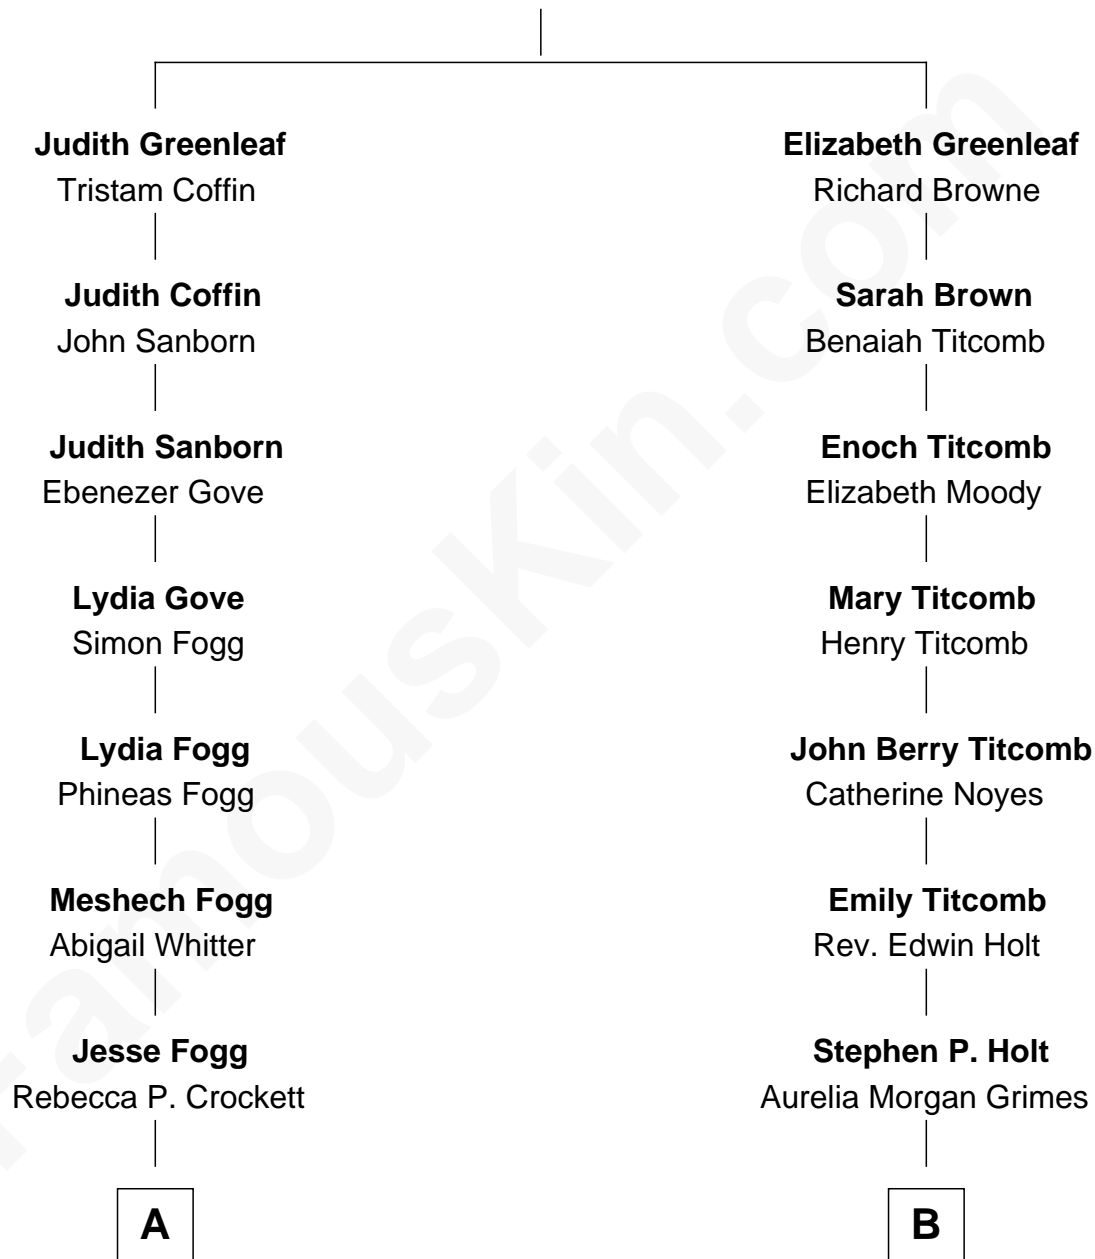 Judith Greenleaf
Tristam Coffin
Judith Coffin
John Sanborn
Judith Sanborn
Ebenezer Gove
Lydia Gove
Simon Fogg
Lydia Fogg
Phineas Fogg
Meshech Fogg
Abigail Whitter
Jesse Fogg
Rebecca P. Crockett
A
Elizabeth Greenleaf
Richard Browne
Sarah Brown
Benaiah Titcomb
Enoch Titcomb
Elizabeth Moody
Mary Titcomb
Henry Titcomb
John Berry Titcomb
Catherine Noyes
Emily Titcomb
Rev. Edwin Holt
Stephen P. Holt
Aurelia Morgan Grimes
B
FamousKin.com